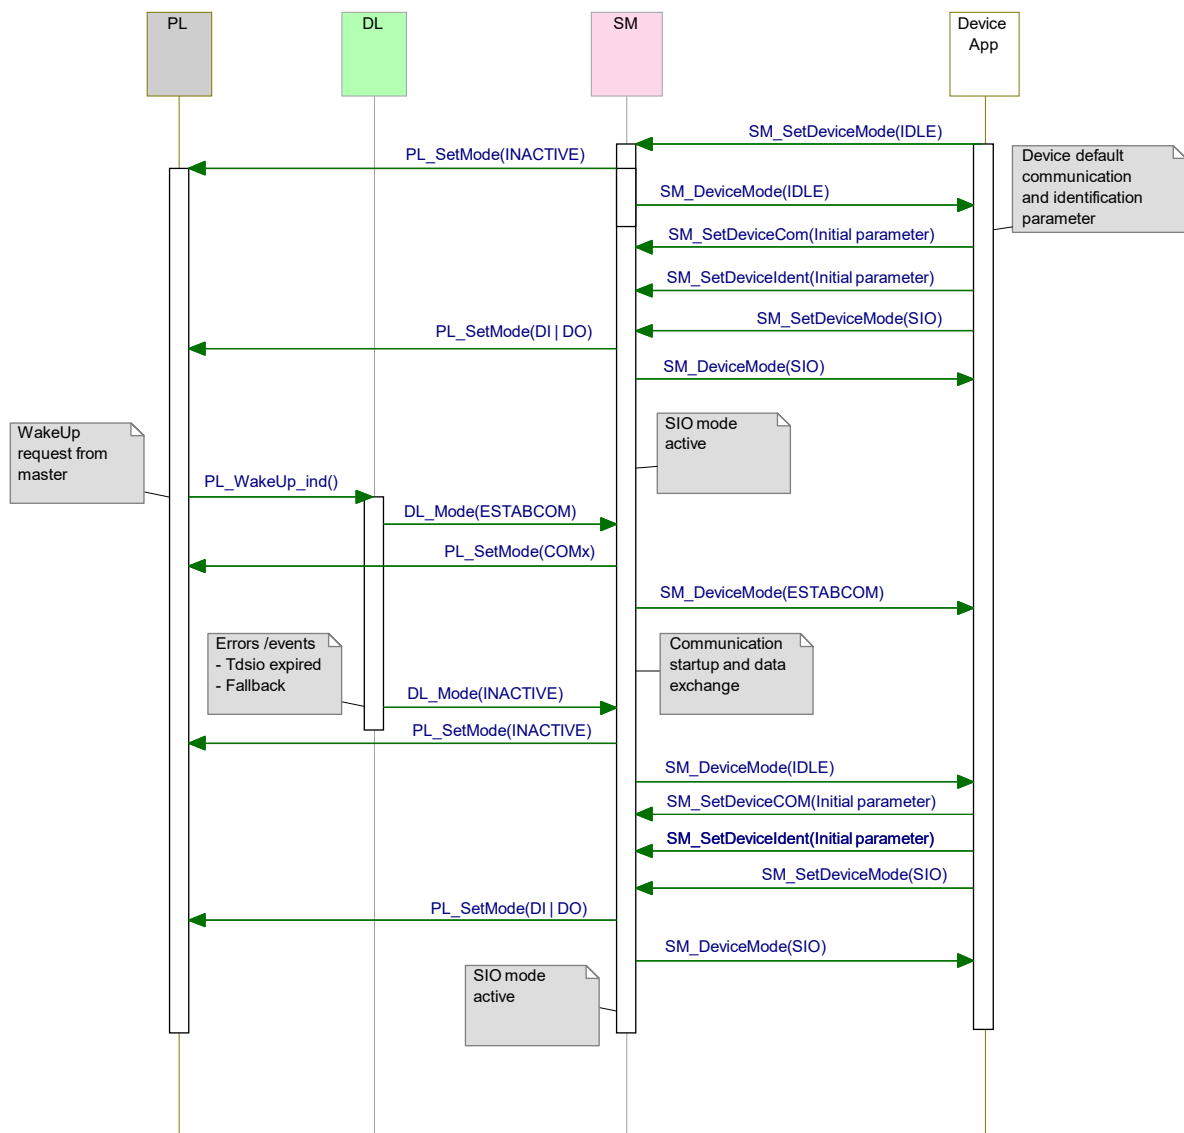 PL
DL
SM
Device
App
SM_SetDeviceMode(IDLE)
PL_SetMode(INACTIVE)
Device default
communication
and identification
parameter
SM_DeviceMode(IDLE)
SM_SetDeviceCom(Initial parameter)
SM_SetDeviceIdent(Initial parameter)
SM_SetDeviceMode(SIO)
PL_SetMode(DI | DO)
SM_DeviceMode(SIO)
SIO mode
active
WakeUp
request from
master
PL_WakeUp_ind()
DL_Mode(ESTABCOM)
PL_SetMode(COMx)
SM_DeviceMode(ESTABCOM)
Errors /events
- Tdsio expired
- Fallback
Communication
startup and data
exchange
DL_Mode(INACTIVE)
PL_SetMode(INACTIVE)
SM_DeviceMode(IDLE)
SM_SetDeviceCOM(Initial parameter)
SM_SetDeviceIdent(Initial parameter)
SM_SetDeviceMode(SIO)
PL_SetMode(DI | DO)
SM_DeviceMode(SIO)
SIO mode
active